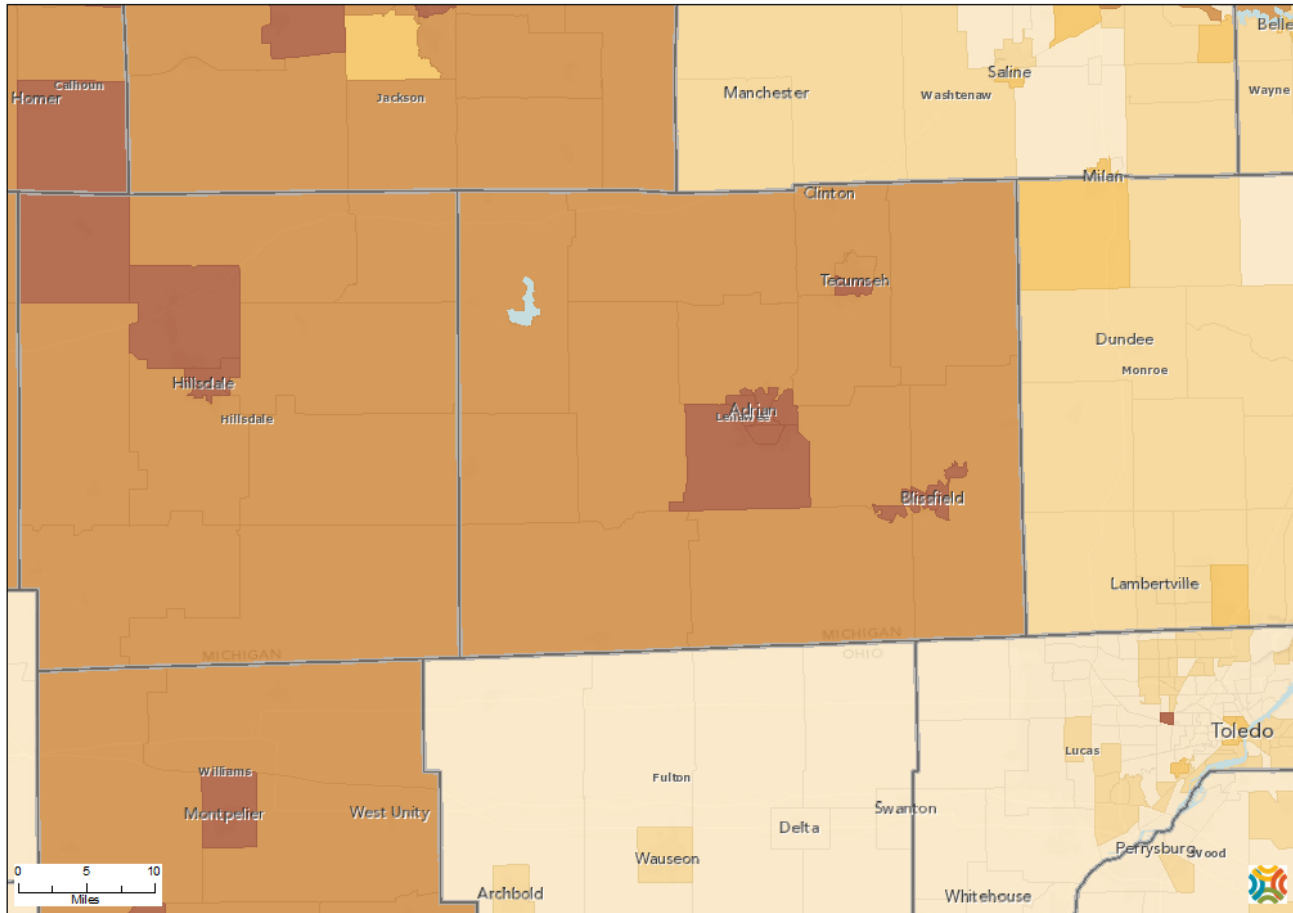 Belle
Saline
Calhoun
Homer
Jackson
Manchester
Washtenaw
Wayne
Milan
Clinton
Tecumseh
Dundee
Monroe
Hillsdale
Adrian
Lenawee
Hillsdale
Blissfield
Lambertville
MICHIGAN
MICHIGAN
OHIO
Toledo
Lucas
Williams
Fulton
Montpelier
West Unity
Swanton
Delta
Perrysburg
Wood
Wauseon
0 5 10
Miles
Archbold
Whitehouse